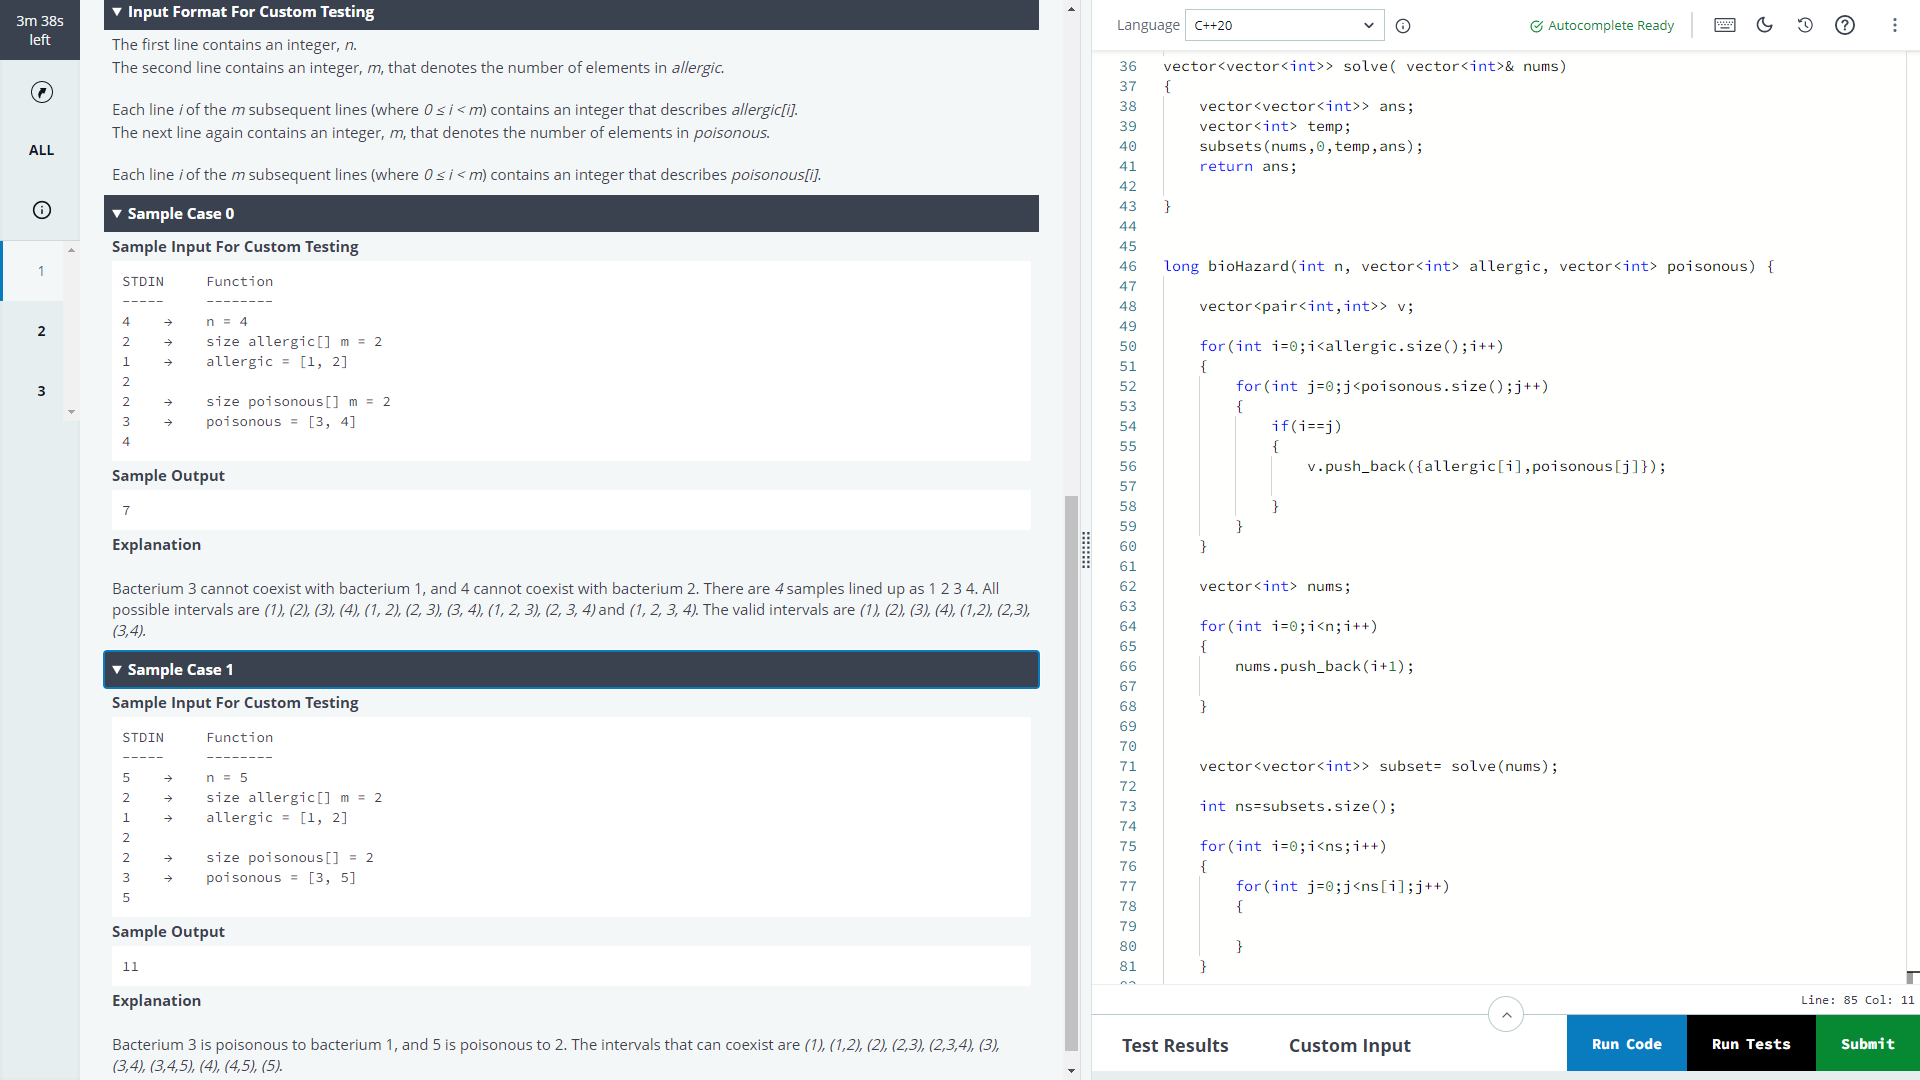 3m 38s
left
ALL
1
2
3
▼ Input Format For Custom Testing
The first line contains an integer, n.
The second line contains an integer, m, that denotes the number of elements in allergic.
Each line i of the m subsequent lines (where 0 ≤ i < m) contains an integer that describes allergic[i].
The next line again contains an integer, m, that denotes the number of elements in poisonous.
Each line i of the m subsequent lines (where 0 ≤ i < m) contains an integer that describes poisonous[i].
▼ Sample Case 0
Sample Input For Custom Testing
STDIN     Function
-----     --------
4    →    n = 4
2    →    size allergic[] m = 2
1    →    allergic = [1, 2]
2
2    →    size poisonous[] m = 2
3    →    poisonous = [3, 4]
4
Sample Output
7
Explanation
Bacterium 3 cannot coexist with bacterium 1, and 4 cannot coexist with bacterium 2. There are 4 samples lined up as 1 2 3 4. All
possible intervals are (1), (2), (3), (4), (1, 2), (2, 3), (3, 4), (1, 2, 3), (2, 3, 4) and (1, 2, 3, 4). The valid intervals are (1), (2), (3), (4), (1,2), (2,3),
(3,4).
▼ Sample Case 1
Sample Input For Custom Testing
STDIN     Function
-----     --------
5    →    n = 5
2    →    size allergic[] m = 2
1    →    allergic = [1, 2]
2
2    →    size poisonous[] = 2
3    →    poisonous = [3, 5]
5
Sample Output
11
Explanation
Bacterium 3 is poisonous to bacterium 1, and 5 is poisonous to 2. The intervals that can coexist are (1), (1,2), (2), (2,3), (2,3,4), (3),
(3,4), (3,4,5), (4), (4,5), (5).
Language C++20
Autocomplete Ready
36 vector<vector<int>> solve( vector<int>& nums)
37 {
38     vector<vector<int>> ans;
39     vector<int> temp;
40     subsets(nums,0,temp,ans);
41     return ans;
42
43 }
44
45
46 long bioHazard(int n, vector<int> allergic, vector<int> poisonous) {
47
48     vector<pair<int,int>> v;
49
50     for(int i=0;i<allergic.size();i++)
51     {
52         for(int j=0;j<poisonous.size();j++)
53         {
54             if(i==j)
55             {
56                 v.push_back({allergic[i],poisonous[j]});
57
58             }
59         }
60     }
61
62     vector<int> nums;
63
64     for(int i=0;i<n;i++)
65     {
66         nums.push_back(i+1);
67
68     }
69
70
71     vector<vector<int>> subset= solve(nums);
72
73     int ns=subsets.size();
74
75     for(int i=0;i<ns;i++)
76     {
77         for(int j=0;j<ns[i];j++)
78         {
79
80         }
81     }
Line: 85 Col: 11
Test Results
Custom Input
Run Code
Run Tests
Submit